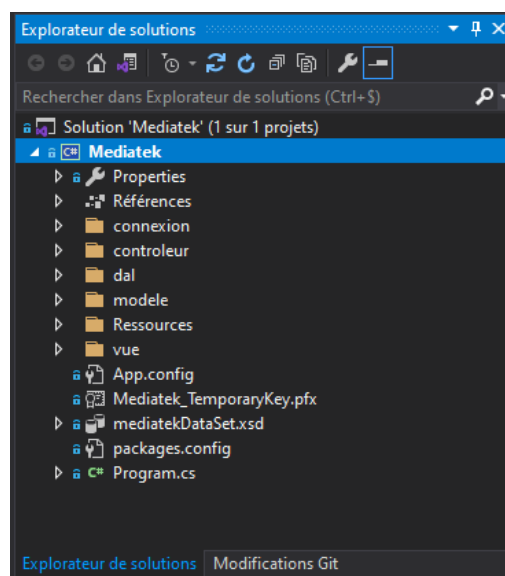 Explorateur de solutions
Rechercher dans Explorateur de solutions (Ctrl+$)
Solution 'Mediatek' (1 sur 1 projets)
C# Mediatek
Properties
Références
connexion
controleur
dal
modele
Ressources
vue
App.config
Mediatek_TemporaryKey.pfx
mediatekDataSet.xsd
packages.config
C# Program.cs
Explorateur de solutions Modifications Git